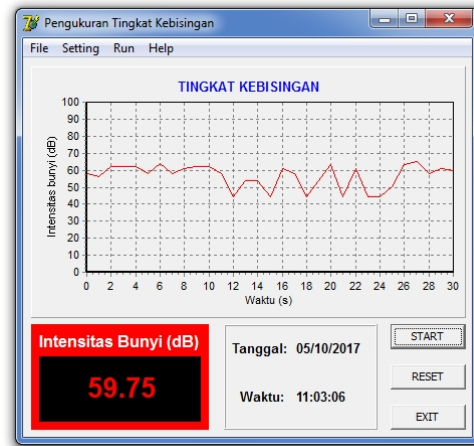 Pengukuran Tingkat Kebisingan
File Setting Run Help
TINGKAT KEBISINGAN
Intensitas bunyi (dB)
100
90
80
70
60
50
40
30
20
10
0
0 2 4 6 8 10 12 14 16 18 20 22 24 26 28 30
Waktu (s)
Intensitas Bunyi (dB)
59.75
Tanggal: 05/10/2017
Waktu: 11:03:06
START
RESET
EXIT